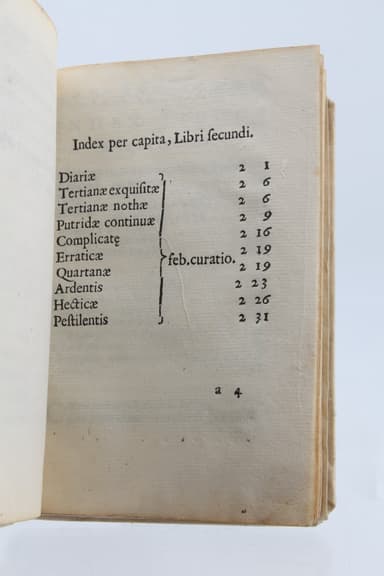 Index per capita, Libri ſecundi.
Diariæ 2 1
Tertianæ exquiſitæ 2 6
Tertianæ nothæ 2 6
Putridæ continuæ 2 9
Complicatę 2 16
Erraticæ feb. curatio. 2 19
Quartanæ 2 19
Ardentis 2 23
Hecticæ 2 26
Peſtilentis 2 31
a 4